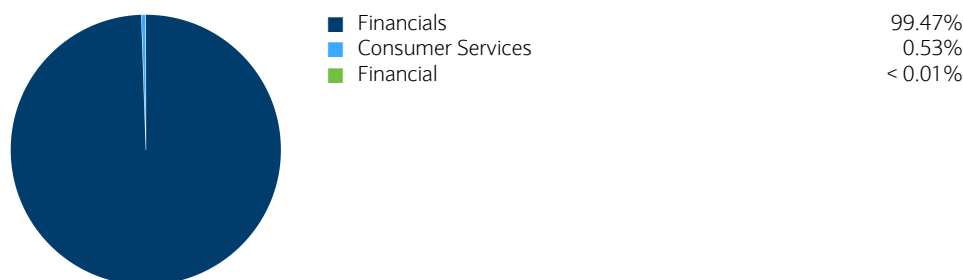 Financials 99.47%
Consumer Services 0.53%
Financial < 0.01%